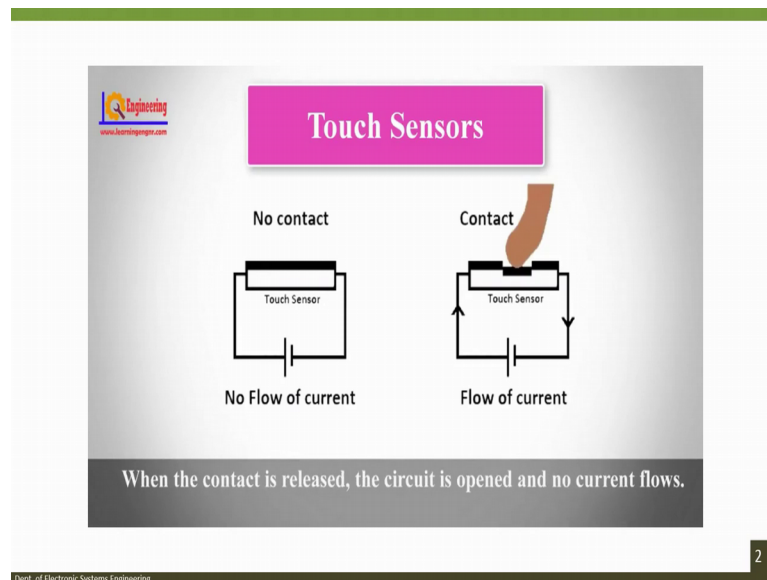 Engineering
www.learningengnr.com
Touch Sensors
No contact
Contact
Touch Sensor
Touch Sensor
No Flow of current
Flow of current
When the contact is released, the circuit is opened and no current flows.
2
Dept. of Electronic Systems Engineering